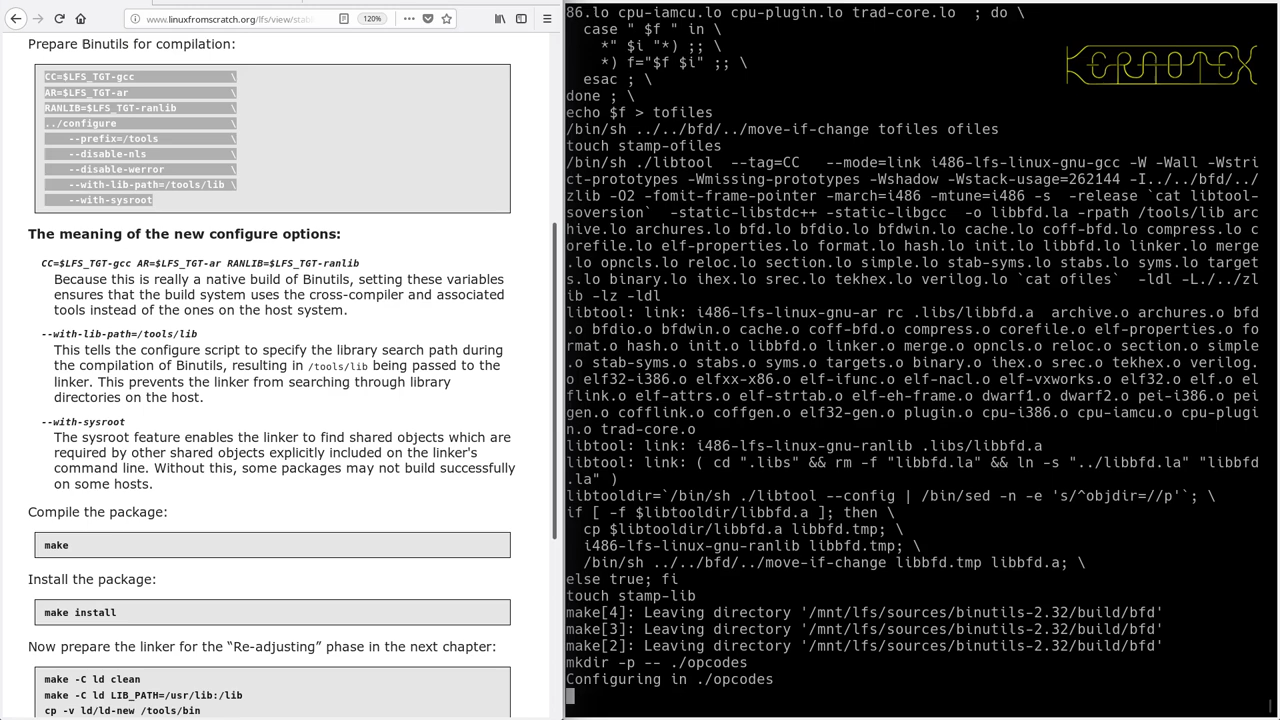 www.linuxfromscratch.org/lfs/view/stab
120%
Prepare Binutils for compilation:
CC=$LFS_TGT-gcc \
AR=$LFS_TGT-ar \
RANLIB=$LFS_TGT-ranlib \
../configure \
--prefix=/tools \
--disable-nls \
--disable-werror \
--with-lib-path=/tools/lib \
--with-sysroot
The meaning of the new configure options:
CC=$LFS_TGT-gcc AR=$LFS_TGT-ar RANLIB=$LFS_TGT-ranlib
Because this is really a native build of Binutils, setting these variables
ensures that the build system uses the cross-compiler and associated
tools instead of the ones on the host system.
--with-lib-path=/tools/lib
This tells the configure script to specify the library search path during
the compilation of Binutils, resulting in /tools/lib being passed to the
linker. This prevents the linker from searching through library
directories on the host.
--with-sysroot
The sysroot feature enables the linker to find shared objects which are
required by other shared objects explicitly included on the linker's
command line. Without this, some packages may not build successfully
on some hosts.
Compile the package:
make
Install the package:
make install
Now prepare the linker for the “Re-adjusting” phase in the next chapter:
make -C ld clean
make -C ld LIB_PATH=/usr/lib:/lib
cp -v ld/ld-new /tools/bin
86.lo cpu-iamcu.lo cpu-plugin.lo trad-core.lo  ; do \
case " $f " in \
*" $i "*) ;; \
*) f="$f $i" ;; \
esac ; \
done ; \
echo $f > tofiles
/bin/sh ../../bfd/../move-if-change tofiles ofiles
touch stamp-ofiles
/bin/sh ./libtool  --tag=CC   --mode=link i486-lfs-linux-gnu-gcc -W -Wall -Wstri
ct-prototypes -Wmissing-prototypes -Wshadow -Wstack-usage=262144 -I../../bfd/../
zlib -O2 -fomit-frame-pointer -march=i486 -mtune=i486 -s  -release `cat libtool-
soversion`  -static-libstdc++ -static-libgcc  -o libbfd.la -rpath /tools/lib arc
hive.lo archures.lo bfd.lo bfdio.lo bfdwin.lo cache.lo coff-bfd.lo compress.lo c
orefile.lo elf-properties.lo format.lo hash.lo init.lo libbfd.lo linker.lo merge
.lo opncls.lo reloc.lo section.lo simple.lo stab-syms.lo stabs.lo syms.lo target
s.lo binary.lo ihex.lo srec.lo tekhex.lo verilog.lo `cat ofiles`  -ldl -L./../zl
ib -lz -ldl
libtool: link: i486-lfs-linux-gnu-ar rc .libs/libbfd.a  archive.o archures.o bfd
.o bfdio.o bfdwin.o cache.o coff-bfd.o compress.o corefile.o elf-properties.o fo
rmat.o hash.o init.o libbfd.o linker.o merge.o opncls.o reloc.o section.o simple
.o stab-syms.o stabs.o syms.o targets.o binary.o ihex.o srec.o tekhex.o verilog.
o elf32-i386.o elfxx-x86.o elf-ifunc.o elf-nacl.o elf-vxworks.o elf32.o elf.o el
flink.o elf-attrs.o elf-strtab.o elf-eh-frame.o dwarf1.o dwarf2.o pei-i386.o pei
gen.o cofflink.o coffgen.o elf32-gen.o plugin.o cpu-i386.o cpu-iamcu.o cpu-plugi
n.o trad-core.o
libtool: link: i486-lfs-linux-gnu-ranlib .libs/libbfd.a
libtool: link: ( cd ".libs" && rm -f "libbfd.la" && ln -s "../libbfd.la" "libbfd
.la" )
libtooldir=`/bin/sh ./libtool --config | /bin/sed -n -e 's/^objdir=//p'`; \
if [ -f $libtooldir/libbfd.a ]; then \
cp $libtooldir/libbfd.a libbfd.tmp; \
i486-lfs-linux-gnu-ranlib libbfd.tmp; \
/bin/sh ../../bfd/../move-if-change libbfd.tmp libbfd.a; \
else true; fi
touch stamp-lib
make[4]: Leaving directory '/mnt/lfs/sources/binutils-2.32/build/bfd'
make[3]: Leaving directory '/mnt/lfs/sources/binutils-2.32/build/bfd'
make[2]: Leaving directory '/mnt/lfs/sources/binutils-2.32/build/bfd'
mkdir -p -- ./opcodes
Configuring in ./opcodes